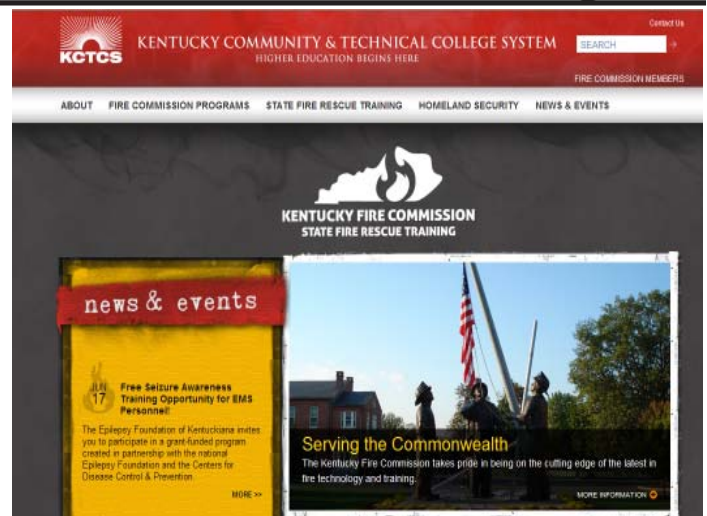 Contact Us
KCTCS
KENTUCKY COMMUNITY & TECHNICAL COLLEGE SYSTEM
HIGHER EDUCATION BEGINS HERE
SEARCH
FIRE COMMISSION MEMBERS
ABOUT FIRE COMMISSION PROGRAMS STATE FIRE RESCUE TRAINING HOMELAND SECURITY NEWS & EVENTS
KENTUCKY FIRE COMMISSION
STATE FIRE RESCUE TRAINING
news & events
JUN
17
Free Seizure Awareness
Training Opportunity for EMS
Personnel!
The Epilepsy Foundation of Kentuckiana invites
you to participate in a grant-funded program
created in partnership with the national
Epilepsy Foundation and the Centers for
Disease Control & Prevention.
MORE >>
Serving the Commonwealth
The Kentucky Fire Commission takes pride in being on the cutting edge of the latest in
fire technology and training.
MORE INFORMATION